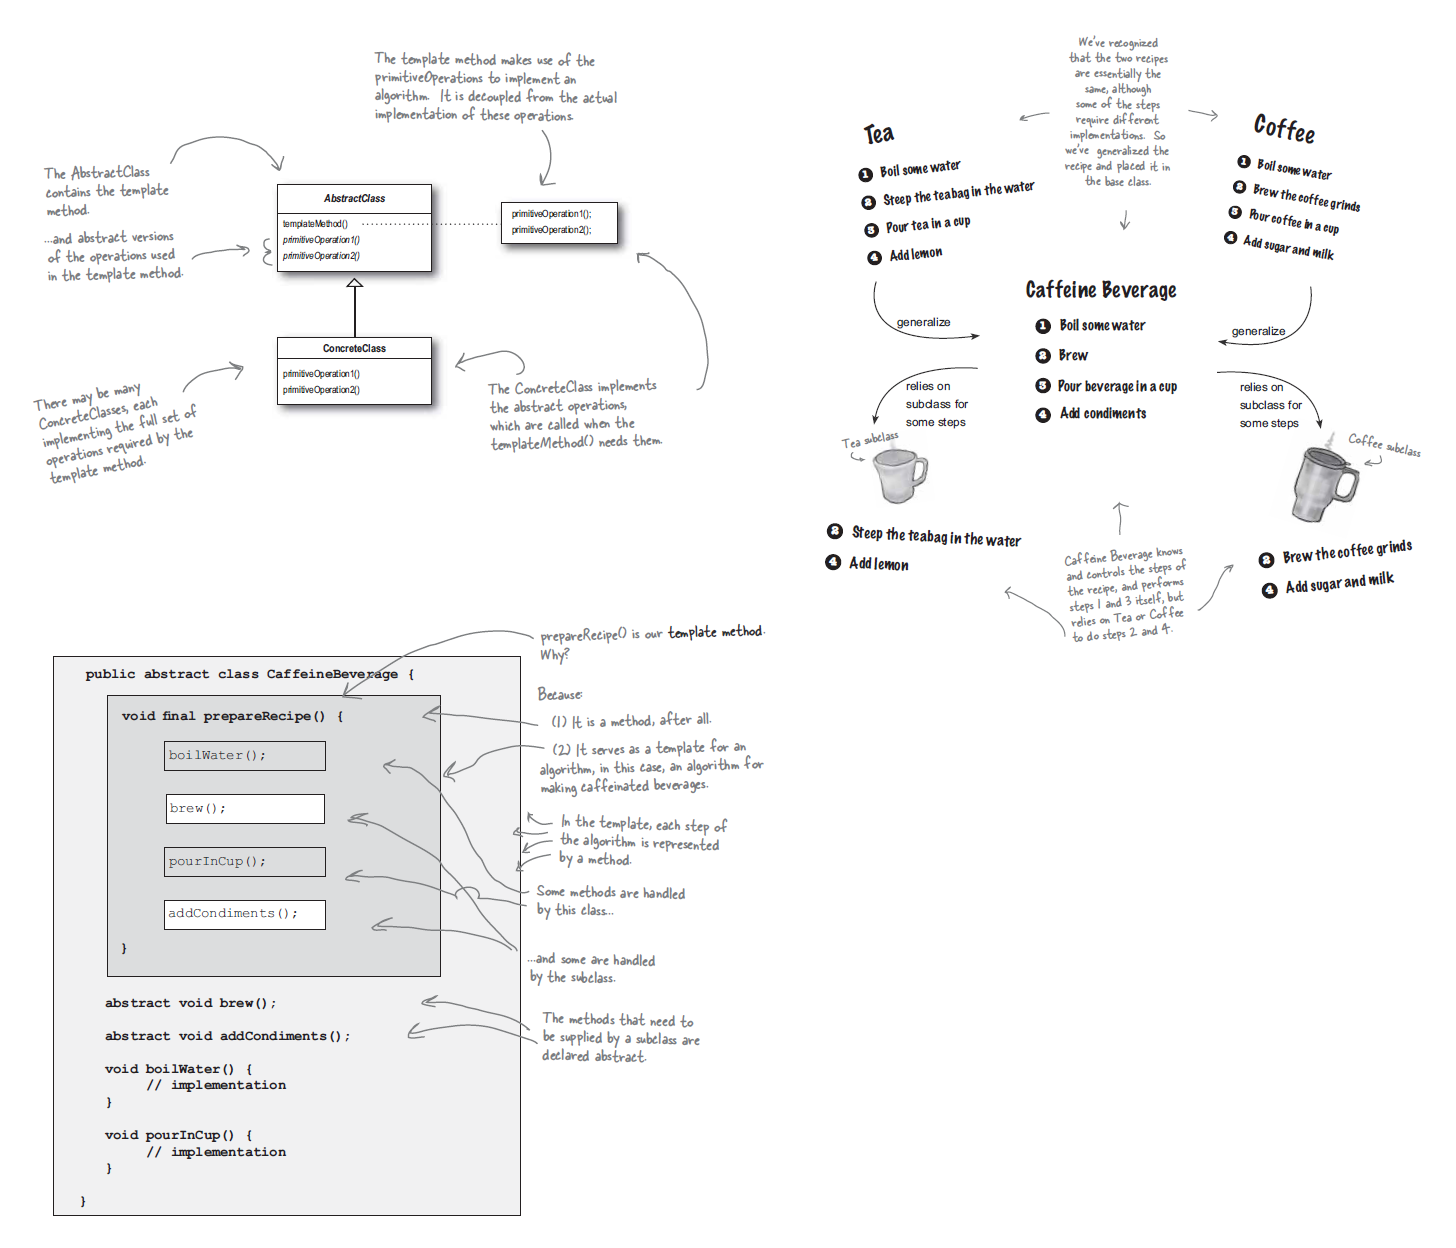 The template method makes use of the
primitiveOperations to implement an
algorithm. It is decoupled from the actual
implementation of these operations.
The AbstractClass
contains the template
method.
...and abstract versions
of the operations used
in the template method.
AbstractClass
templateMethod()
primitiveOperation1()
primitiveOperation2()
primitiveOperation1();
primitiveOperation2();
ConcreteClass
primitiveOperation1()
primitiveOperation2()
There may be many
ConcreteClasses, each
implementing the full set of
operations required by the
template method.
The ConcreteClass implements
the abstract operations,
which are called when the
templateMethod() needs them.
We've recognized
that the two recipes
are essentially the
same, although
some of the steps
require different
implementations. So
we've generalized the
recipe and placed it in
the base class.
Tea
1 Boil some water
2 Steep the teabag in the water
3 Pour tea in a cup
4 Add lemon
Coffee
1 Boil some water
2 Brew the coffee grinds
3 Pour coffee in a cup
4 Add sugar and milk
Caffeine Beverage
1 Boil some water
2 Brew
3 Pour beverage in a cup
4 Add condiments
generalize
generalize
relies on
subclass for
some steps
relies on
subclass for
some steps
Tea subclass
Coffee subclass
2 Steep the teabag in the water
4 Add lemon
2 Brew the coffee grinds
4 Add sugar and milk
Caffeine Beverage knows
and controls the steps of
the recipe, and performs
steps 1 and 3 itself, but
relies on Tea or Coffee
to do steps 2 and 4.
public abstract class CaffeineBeverage {
void final prepareRecipe() {
boilWater();
brew();
pourInCup();
addCondiments();
}
abstract void brew();
abstract void addCondiments();
void boilWater() {
// implementation
}
void pourInCup() {
// implementation
}
}
prepareRecipe() is our template method.
Why?
Because:
(1) It is a method, after all.
(2) It serves as a template for an
algorithm, in this case, an algorithm for
making caffeinated beverages.
In the template, each step of
the algorithm is represented
by a method.
Some methods are handled
by this class...
...and some are handled
by the subclass.
The methods that need to
be supplied by a subclass are
declared abstract.